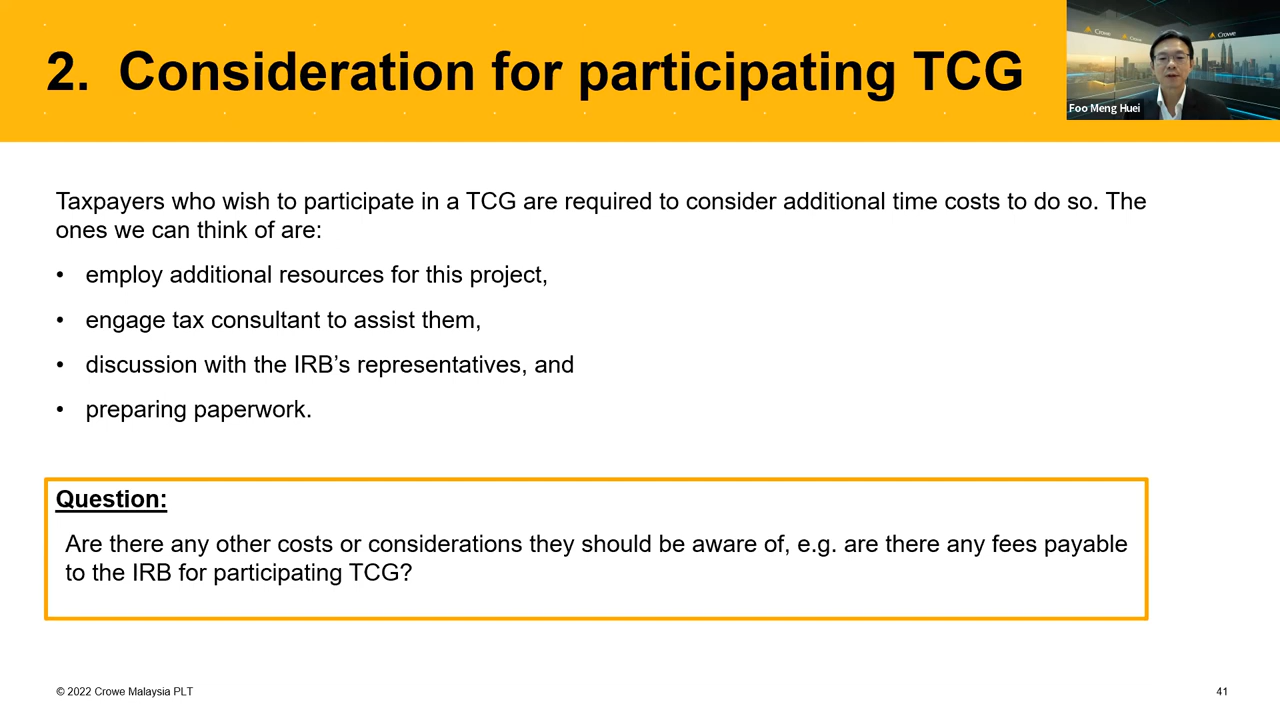 2. Consideration for participating TCG
Crowe
Crowe
Crowe
Foo Meng Huei
Taxpayers who wish to participate in a TCG are required to consider additional time costs to do so. The
ones we can think of are:
• employ additional resources for this project,
• engage tax consultant to assist them,
• discussion with the IRB’s representatives, and
• preparing paperwork.
Question:
Are there any other costs or considerations they should be aware of, e.g. are there any fees payable
to the IRB for participating TCG?
© 2022 Crowe Malaysia PLT
41